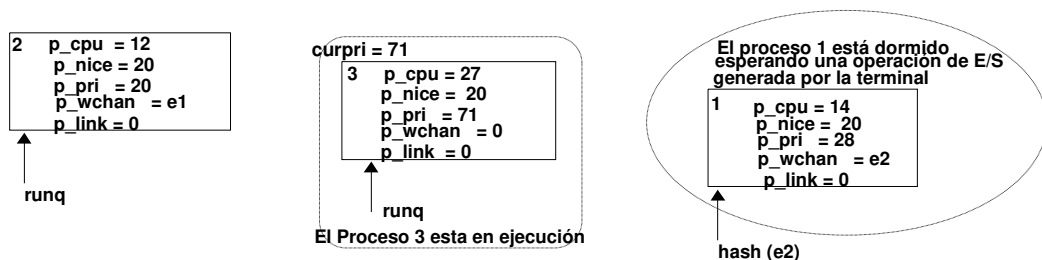 2 p_cpu = 12
p_nice = 20
p_pri = 20
p_wchan = e1
p_link = 0
runq
curpri = 71
3 p_cpu = 27
p_nice = 20
p_pri = 71
p_wchan = 0
p_link = 0
runq
El Proceso 3 esta en ejecución
El proceso 1 está dormido
esperando una operación de E/S
generada por la terminal
1 p_cpu = 14
p_nice = 20
p_pri = 28
p_wchan = e2
p_link = 0
hash (e2)